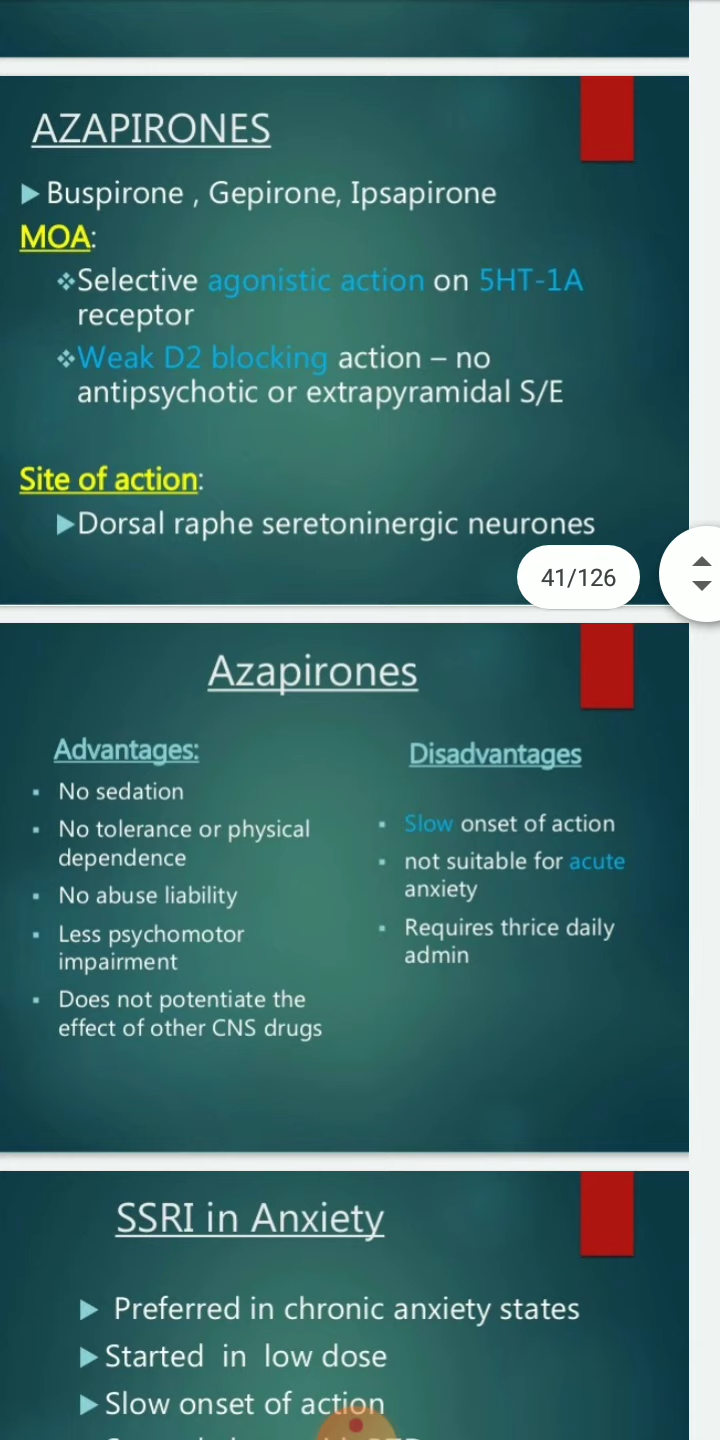 AZAPIRONES
Buspirone , Gepirone, Ipsapirone
MOA:
Selective agonistic action on 5HT-1A
receptor
Weak D2 blocking action – no
antipsychotic or extrapyramidal S/E
Site of action:
Dorsal raphe seretoninergic neurones
41/126
Azapirones
Advantages:
No sedation
No tolerance or physical
dependence
No abuse liability
Less psychomotor
impairment
Does not potentiate the
effect of other CNS drugs
Disadvantages
Slow onset of action
not suitable for acute
anxiety
Requires thrice daily
admin
SSRI in Anxiety
Preferred in chronic anxiety states
Started in low dose
Slow onset of action